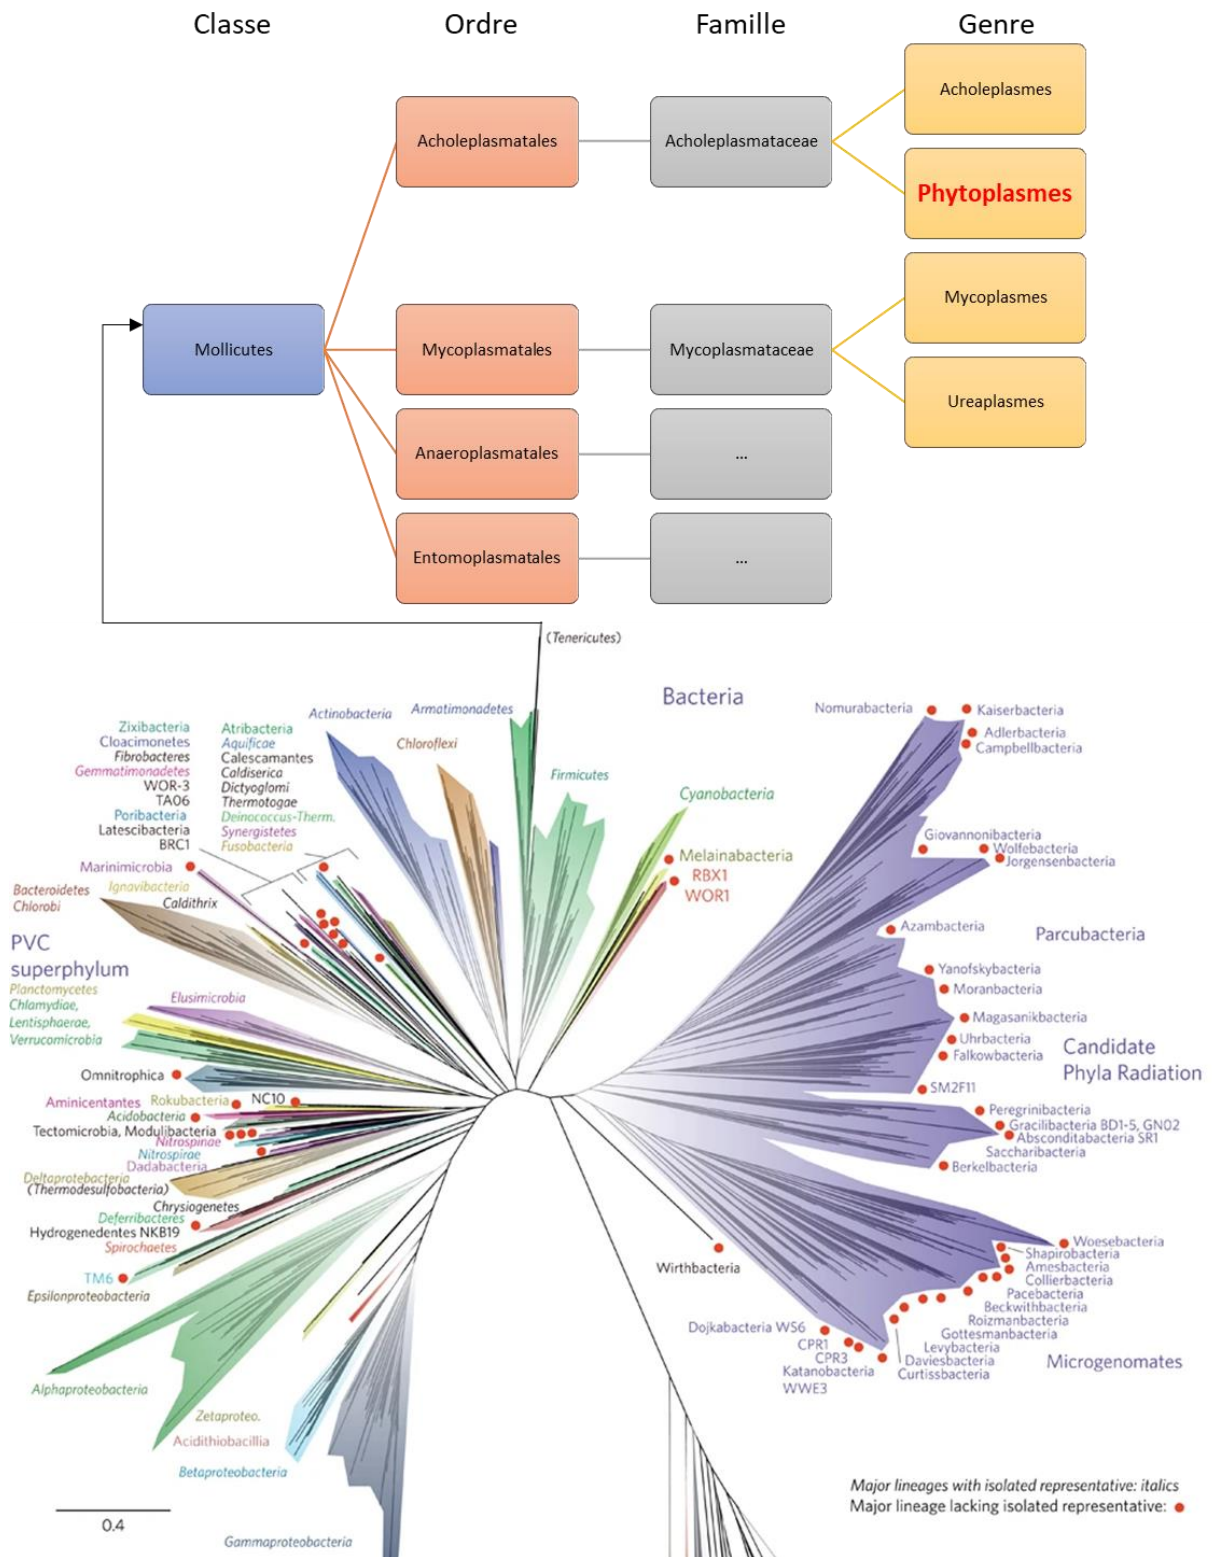 Classe
Ordre
Famille
Genre
Acholeplasmes
Acholeplasmatales
Acholeplasmataceae
Phytoplasmes
Mycoplasmes
Mollicutes
Mycoplasmatales
Mycoplasmataceae
Ureaplasmes
Anaeroplasmatales
...
Entomoplasmatales
...
(Tenericutes)
Bacteria
Zixibacteria
Cloacimonetes
Fibrobacteres
Gemmatimonadetes
WOR-3
TA06
Poribacteria
Latescibacteria
BRC1
Atribacteria
Aquificae
Calescamantes
Caldiserica
Dictyoglomi
Thermotogae
Deinococcus-Therm.
Synergistetes
Fusobacteria
Actinobacteria
Armatimonadetes
Chloroflexi
Firmicutes
Cyanobacteria
Melainabacteria
RBX1
WOR1
Nomurabacteria
Kaiserbacteria
Adlerbacteria
Campbellbacteria
Giovannonibacteria
Wolfebacteria
Jorgensenbacteria
Azambacteria
Parcubacteria
Yanofskybacteria
Moranbacteria
Magasanikbacteria
Uhrbacteria
Falkowbacteria
Candidate
Phyla Radiation
SM2F11
Peregrinibacteria
Gracilibacteria BD1-5, GN02
Absconditabacteria SR1
Saccharibacteria
Berkelbacteria
Marinimicrobia
Bacteroidetes
Chlorobi
Ignavibacteria
Caldithrix
PVC
superphylum
Planctomycetes
Chlamydiae,
Lentisphaerae,
Verrucomicrobia
Elusimicrobia
Omnitrophica
Aminicentantes
Rokubacteria
NC10
Acidobacteria
Tectomicrobia, Modulibacteria
Nitrospinae
Nitrospirae
Dadabacteria
Deltaprotebacteria
(Thermodesulfobacteria)
Chrysiogenetes
Deferribacteres
Hydrogenedentes NKB19
Spirochaetes
TM6
Epsilonproteobacteria
Alphaproteobacteria
Zetaproteo.
Acidithiobacillia
Betaproteobacteria
Gammaproteobacteria
Wirthbacteria
Woesebacteria
Shapirobacteria
Amesbacteria
Collierbacteria
Pacebacteria
Beckwithbacteria
Roizmanbacteria
Gottesmanbacteria
Levybacteria
Daviesbacteria
Curtissbacteria
Microgenomates
Dojkabacteria WS6
CPR1
CPR3
Katanobacteria
WWE3
0.4
Major lineages with isolated representative: italics
Major lineage lacking isolated representative: